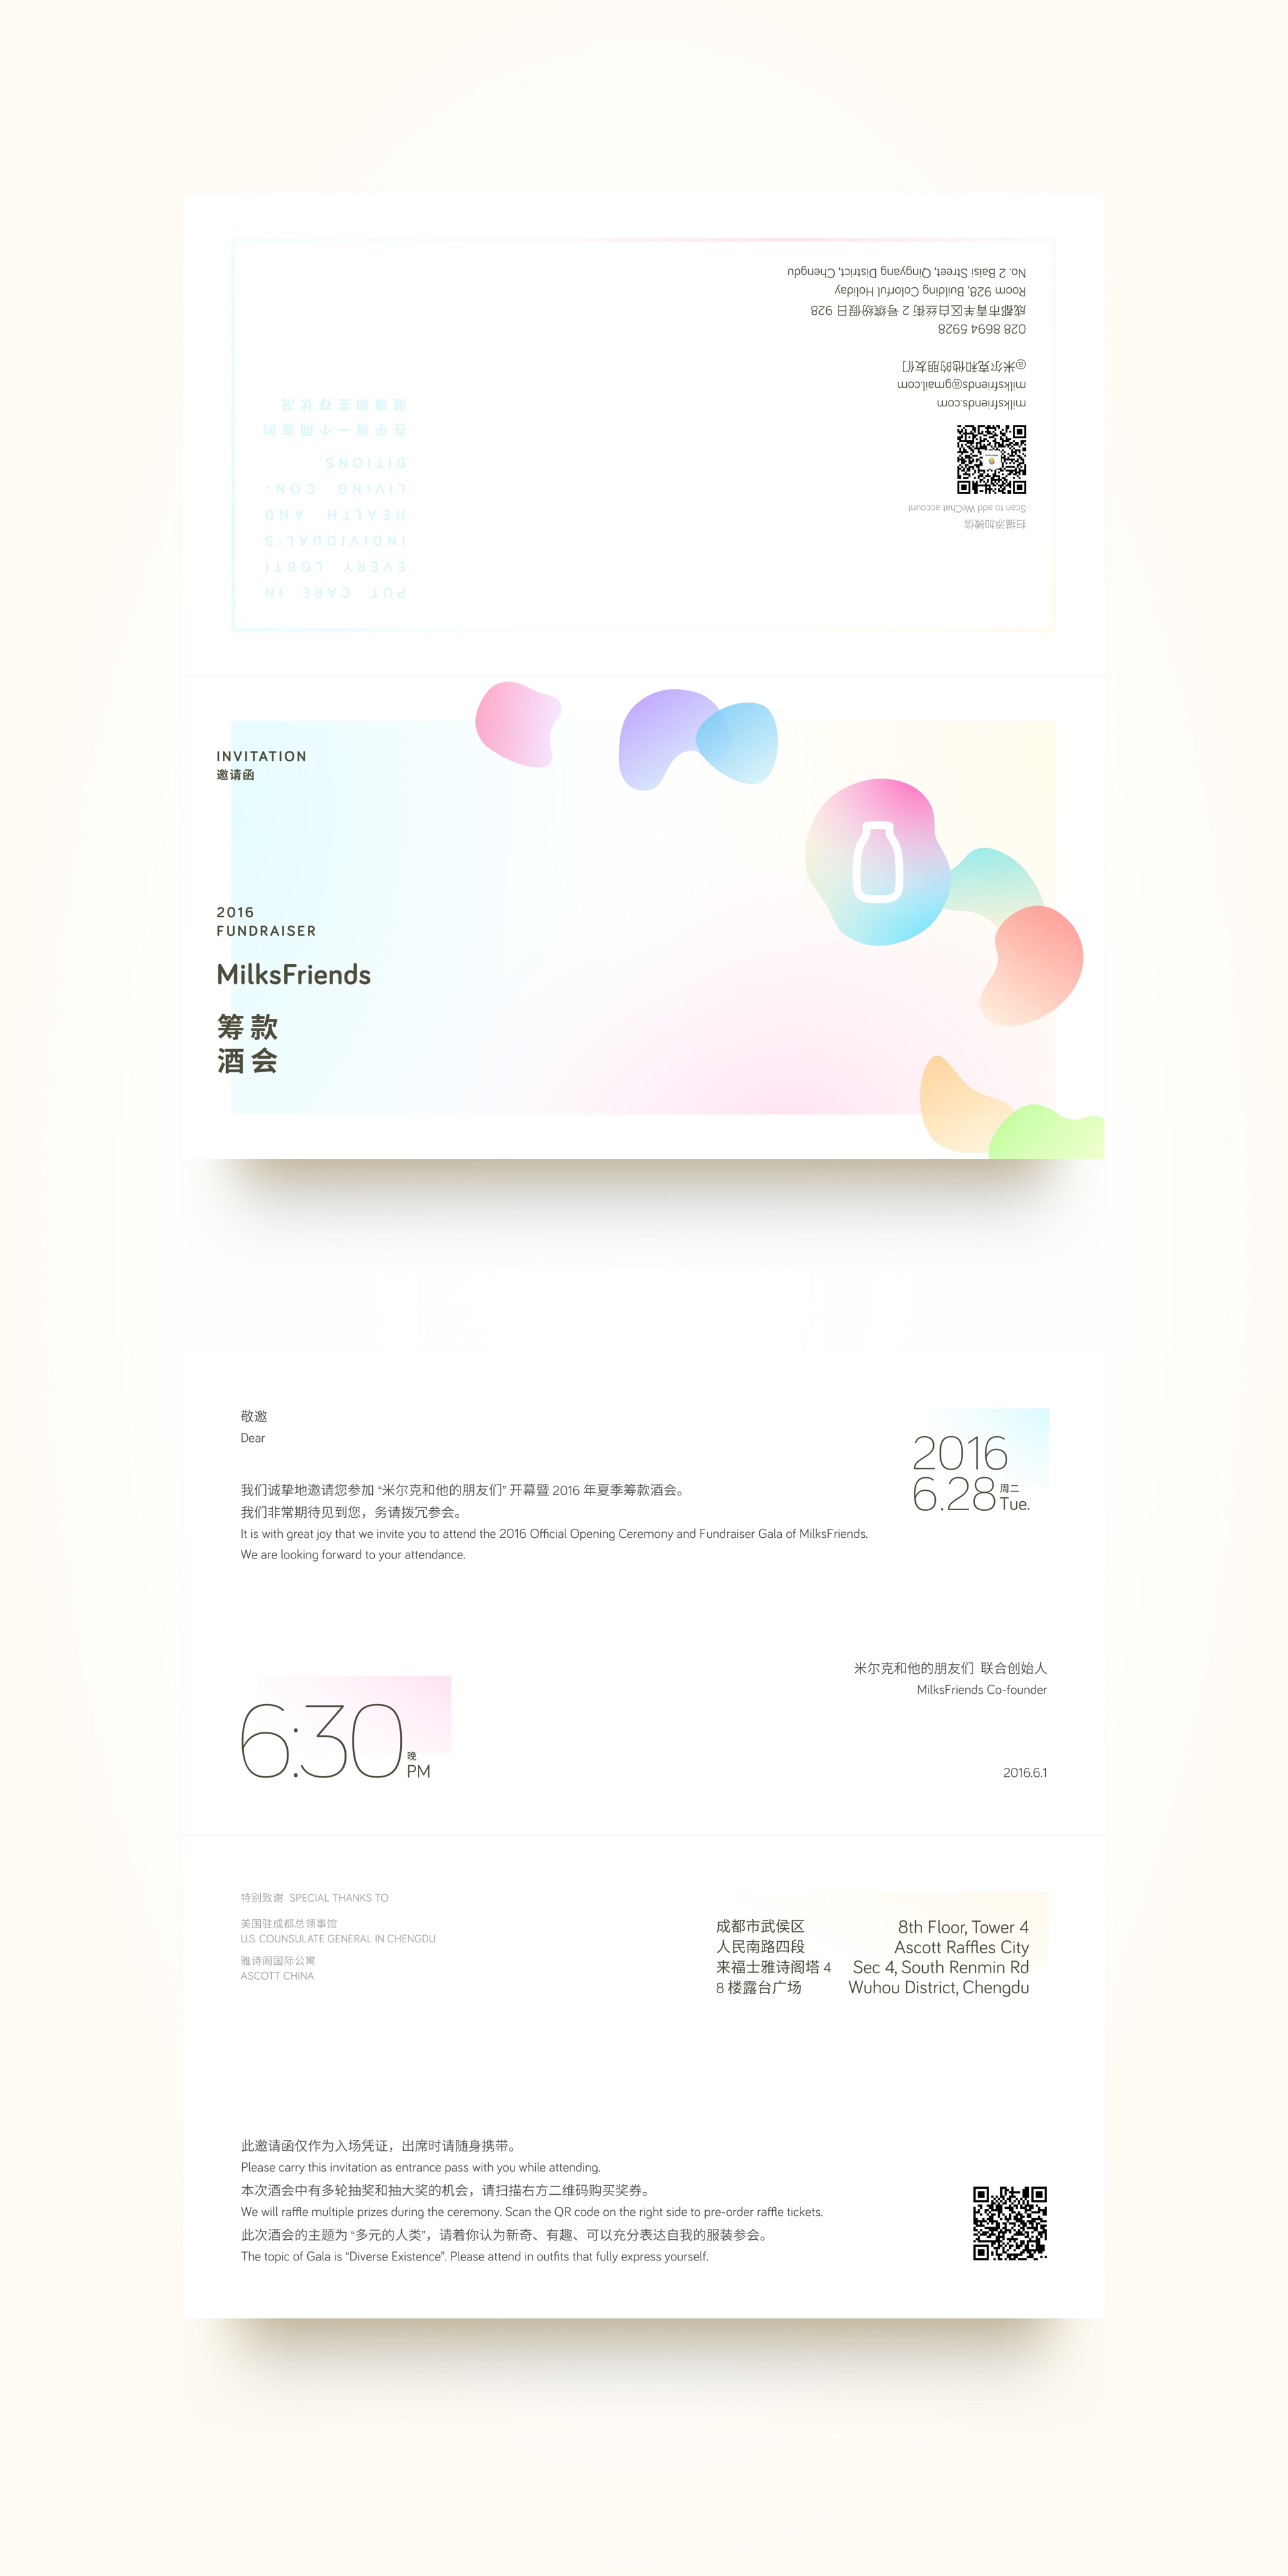 No. 2 Baisi Street, Qingyang District, Chengdu
Room 928, Building Colorful Holiday
成都市青羊区白丝街 2 号缤纷假日 928
028 8694 5928
@米尔克和他的朋友们
milksfriends@gmail.com
milksfriends.com
Scan to add WeChat account
扫描添加微信
PUT CARE IN
EVERY LGBTI
INDIVIDUAL'S
HEALTH AND
LIVING CON-
DITIONS.
在乎每一个同志的
健康和生存状况
INVITATION
邀请函
2016
FUNDRAISER
MilksFriends
筹款
酒会
敬邀
Dear
我们诚挚地邀请您参加 “米尔克和他的朋友们” 开幕暨 2016 年夏季筹款酒会。
我们非常期待见到您，务请拨冗参会。
It is with great joy that we invite you to attend the 2016 Official Opening Ceremony and Fundraiser Gala of MilksFriends.
We are looking forward to your attendance.
2016
6.28 周二 Tue.
米尔克和他的朋友们 联合创始人
MilksFriends Co-founder
6:30 晚 PM
2016.6.1
特别致谢 SPECIAL THANKS TO
美国驻成都总领事馆
U.S. COUNSULATE GENERAL IN CHENGDU
雅诗阁国际公寓
ASCOTT CHINA
成都市武侯区
人民南路四段
来福士雅诗阁塔 4
8 楼露台广场
8th Floor, Tower 4
Ascott Raffles City
Sec 4, South Renmin Rd
Wuhou District, Chengdu
此邀请函仅作为入场凭证，出席时请随身携带。
Please carry this invitation as entrance pass with you while attending.
本次酒会中有多轮抽奖和抽大奖的机会，请扫描右方二维码购买奖券。
We will raffle multiple prizes during the ceremony. Scan the QR code on the right side to pre-order raffle tickets.
此次酒会的主题为 “多元的人类”，请着你认为新奇、有趣、可以充分表达自我的服装参会。
The topic of Gala is “Diverse Existence”. Please attend in outfits that fully express yourself.